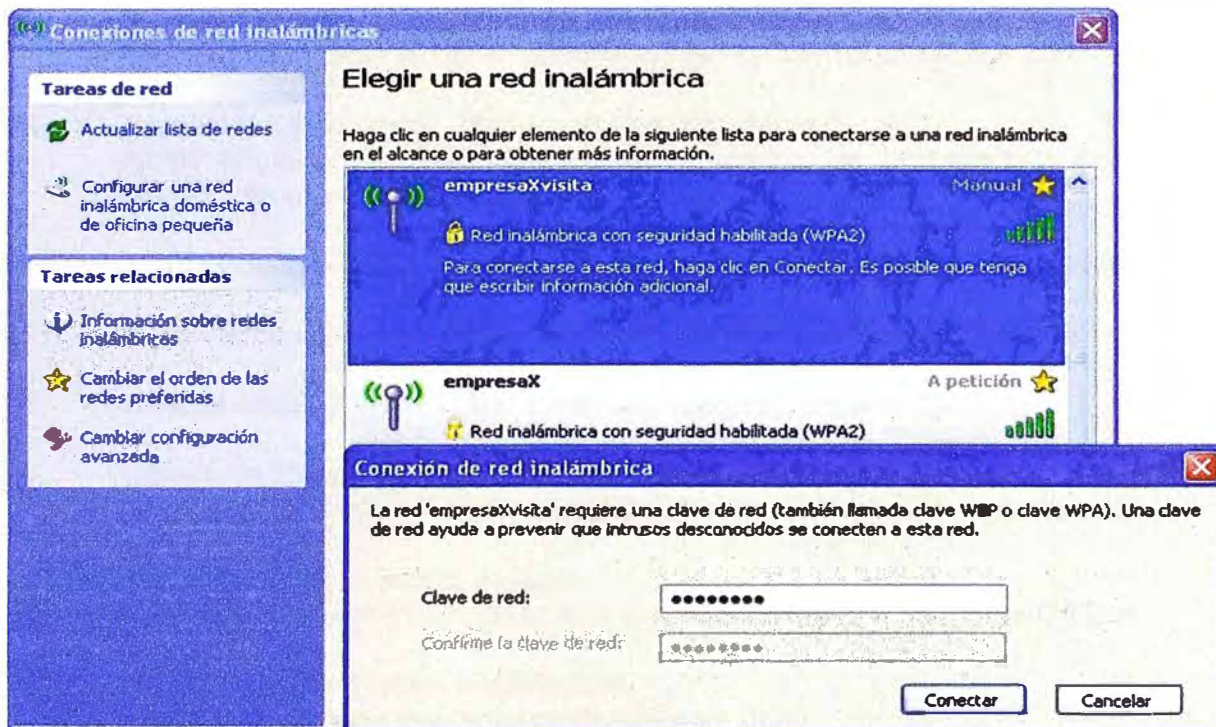 Conexiones de red inalámbricas
Tareas de red
Actualizar lista de redes
Configurar una red
inalámbrica doméstica o
de oficina pequeña
Tareas relacionadas
Información sobre redes
inalámbricas
Cambiar el orden de las
redes preferidas
Cambiar configuración
avanzada
Elegir una red inalámbrica
Haga clic en cualquier elemento de la siguiente lista para conectarse a una red inalámbrica
en el alcance o para obtener más información.
empresaXvisita Manual
Red inalámbrica con seguridad habilitada (WPA2)
Para conectarse a esta red, haga clic en Conectar. Es posible que tenga
que escribir información adicional.
empresaX A petición
Red inalámbrica con seguridad habilitada (WPA2)
Conexión de red inalámbrica
La red 'empresaXvisita' requiere una clave de red (también llamada clave WEP o clave WPA). Una clave
de red ayuda a prevenir que intrusos desconocidos se conecten a esta red.
Clave de red: ••••••••
Confirme la clave de red: ••••••••
Conectar Cancelar